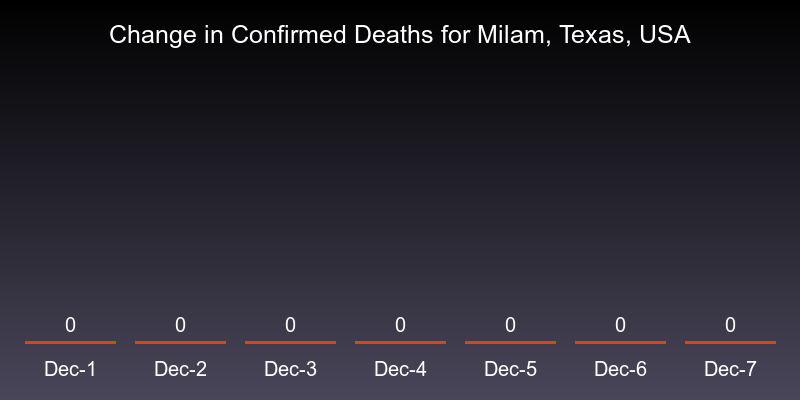 Change in Confirmed Deaths for Milam, Texas, USA
0 0 0 0 0 0 0
Dec-1 Dec-2 Dec-3 Dec-4 Dec-5 Dec-6 Dec-7